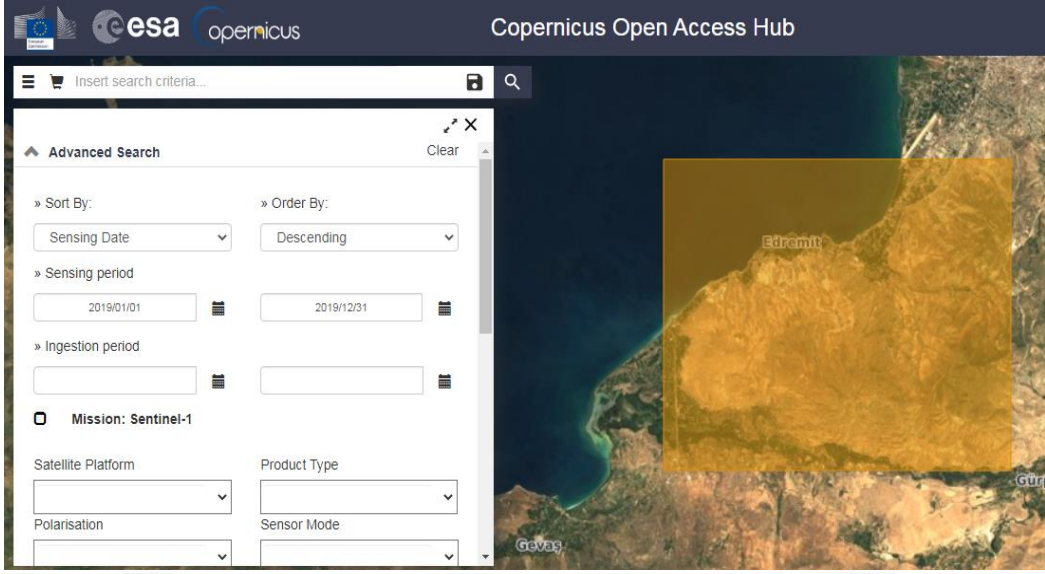 esa
opernicus
Copernicus Open Access Hub
Insert search criteria...
Advanced Search
Clear
» Sort By:
» Order By:
Sensing Date
Descending
» Sensing period
2019/01/01
2019/12/31
» Ingestion period
Mission: Sentinel-1
Satellite Platform
Product Type
Polarisation
Sensor Mode
Edremit
Gürp
Gevaş